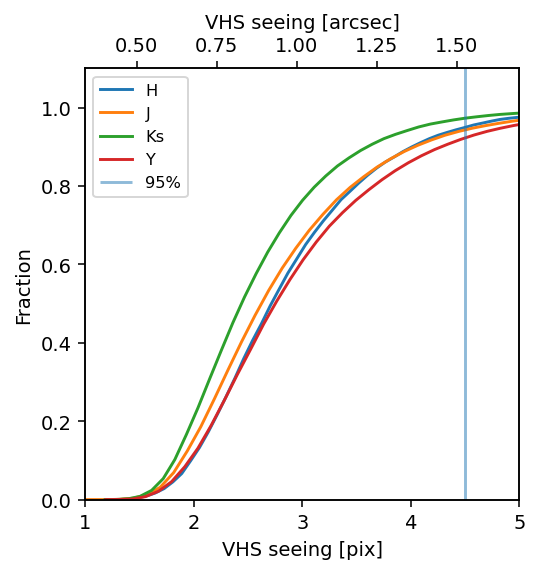 VHS seeing [arcsec]
0.50 0.75 1.00 1.25 1.50
H
J
Ks
Y
95%
1.0
0.8
0.6
0.4
0.2
0.0
Fraction
1 2 3 4 5
VHS seeing [pix]